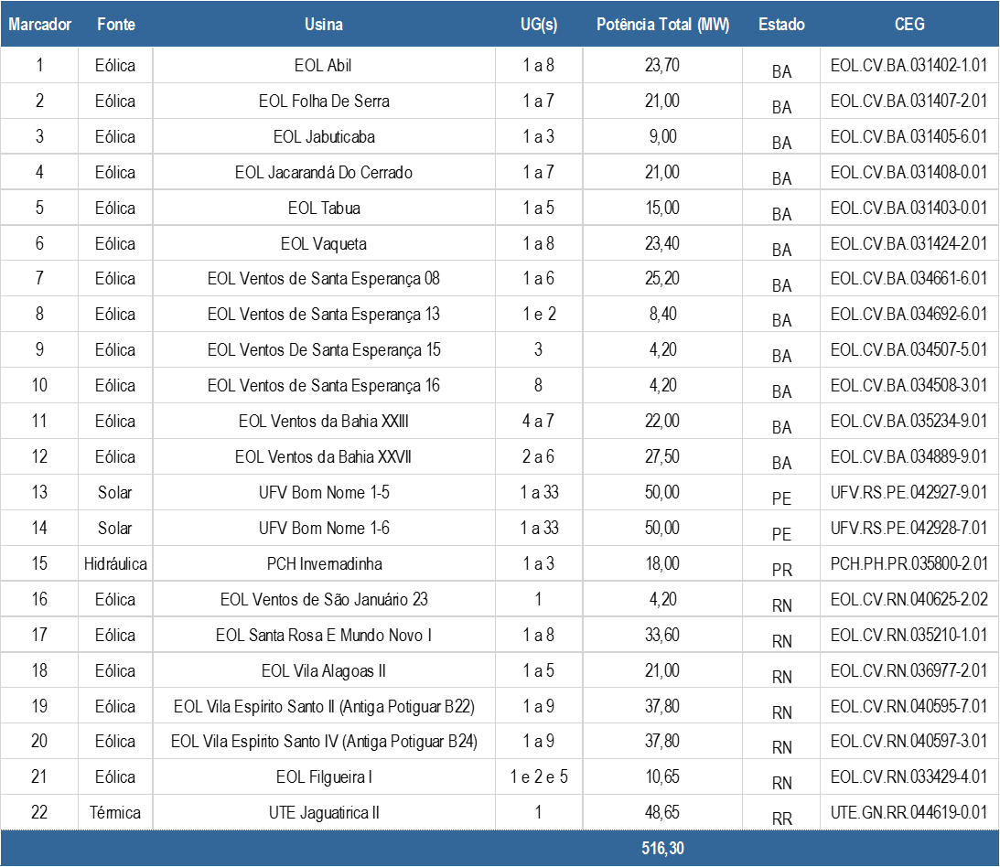 Marcador Fonte Usina UG(s) Potência Total (MW) Estado CEG
1 Eólica EOL Abil 1 a 8 23,70 BA EOL.CV.BA.031402-1.01
2 Eólica EOL Folha De Serra 1 a 7 21,00 BA EOL.CV.BA.031407-2.01
3 Eólica EOL Jabuticaba 1 a 3 9,00 BA EOL.CV.BA.031405-6.01
4 Eólica EOL Jacarandá Do Cerrado 1 a 7 21,00 BA EOL.CV.BA.031408-0.01
5 Eólica EOL Tabua 1 a 5 15,00 BA EOL.CV.BA.031403-0.01
6 Eólica EOL Vaqueta 1 a 8 23,40 BA EOL.CV.BA.031424-2.01
7 Eólica EOL Ventos de Santa Esperança 08 1 a 6 25,20 BA EOL.CV.BA.034661-6.01
8 Eólica EOL Ventos de Santa Esperança 13 1 e 2 8,40 BA EOL.CV.BA.034692-6.01
9 Eólica EOL Ventos De Santa Esperança 15 3 4,20 BA EOL.CV.BA.034507-5.01
10 Eólica EOL Ventos de Santa Esperança 16 8 4,20 BA EOL.CV.BA.034508-3.01
11 Eólica EOL Ventos da Bahia XXIII 4 a 7 22,00 BA EOL.CV.BA.035234-9.01
12 Eólica EOL Ventos da Bahia XXVII 2 a 6 27,50 BA EOL.CV.BA.034889-9.01
13 Solar UFV Bom Nome 1-5 1 a 33 50,00 PE UFV.RS.PE.042927-9.01
14 Solar UFV Bom Nome 1-6 1 a 33 50,00 PE UFV.RS.PE.042928-7.01
15 Hidráulica PCH Invernadinha 1 a 3 18,00 PR PCH.PH.PR.035800-2.01
16 Eólica EOL Ventos de São Januário 23 1 4,20 RN EOL.CV.RN.040625-2.02
17 Eólica EOL Santa Rosa E Mundo Novo I 1 a 8 33,60 RN EOL.CV.RN.035210-1.01
18 Eólica EOL Vila Alagoas II 1 a 5 21,00 RN EOL.CV.RN.036977-2.01
19 Eólica EOL Vila Espírito Santo II (Antiga Potiguar B22) 1 a 9 37,80 RN EOL.CV.RN.040595-7.01
20 Eólica EOL Vila Espírito Santo IV (Antiga Potiguar B24) 1 a 9 37,80 RN EOL.CV.RN.040597-3.01
21 Eólica EOL Filgueira I 1 e 2 e 5 10,65 RN EOL.CV.RN.033429-4.01
22 Térmica UTE Jaguatirica II 1 48,65 RR UTE.GN.RR.044619-0.01
516,30